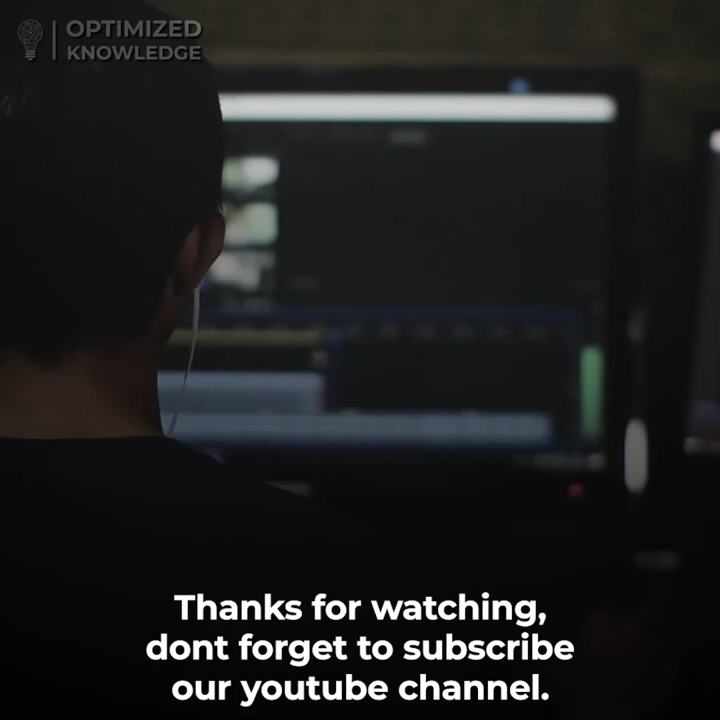 OPTIMIZED
KNOWLEDGE
Thanks for watching,
dont forget to subscribe
our youtube channel.